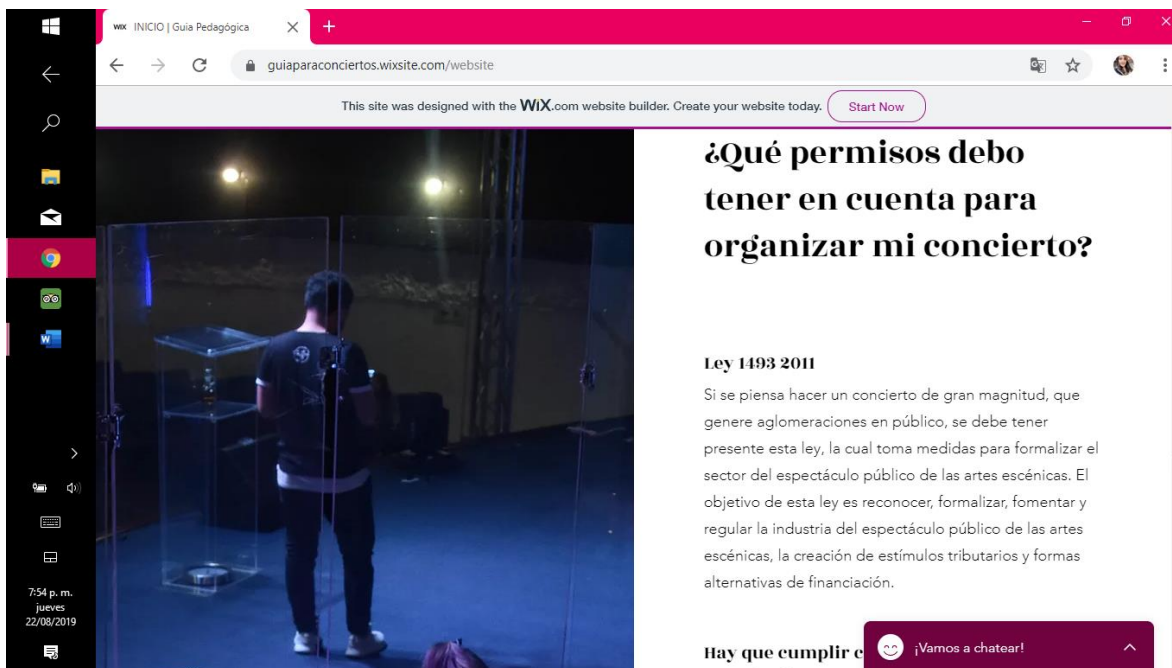 WIX INICIO | Guia Pedagógica
guiaparaconciertos.wixsite.com/website
This site was designed with the WiX.com website builder. Create your website today. Start Now
¿Qué permisos debo
tener en cuenta para
organizar mi concierto?
Ley 1493 2011
Si se piensa hacer un concierto de gran magnitud, que
genere aglomeraciones en público, se debe tener
presente esta ley, la cual toma medidas para formalizar el
sector del espectáculo público de las artes escénicas. El
objetivo de esta ley es reconocer, formalizar, fomentar y
regular la industria del espectáculo público de las artes
escénicas, la creación de estímulos tributarios y formas
alternativas de financiación.
Hay que cumplir c
¡Vamos a chatear!
7:54 p. m.
jueves
22/08/2019